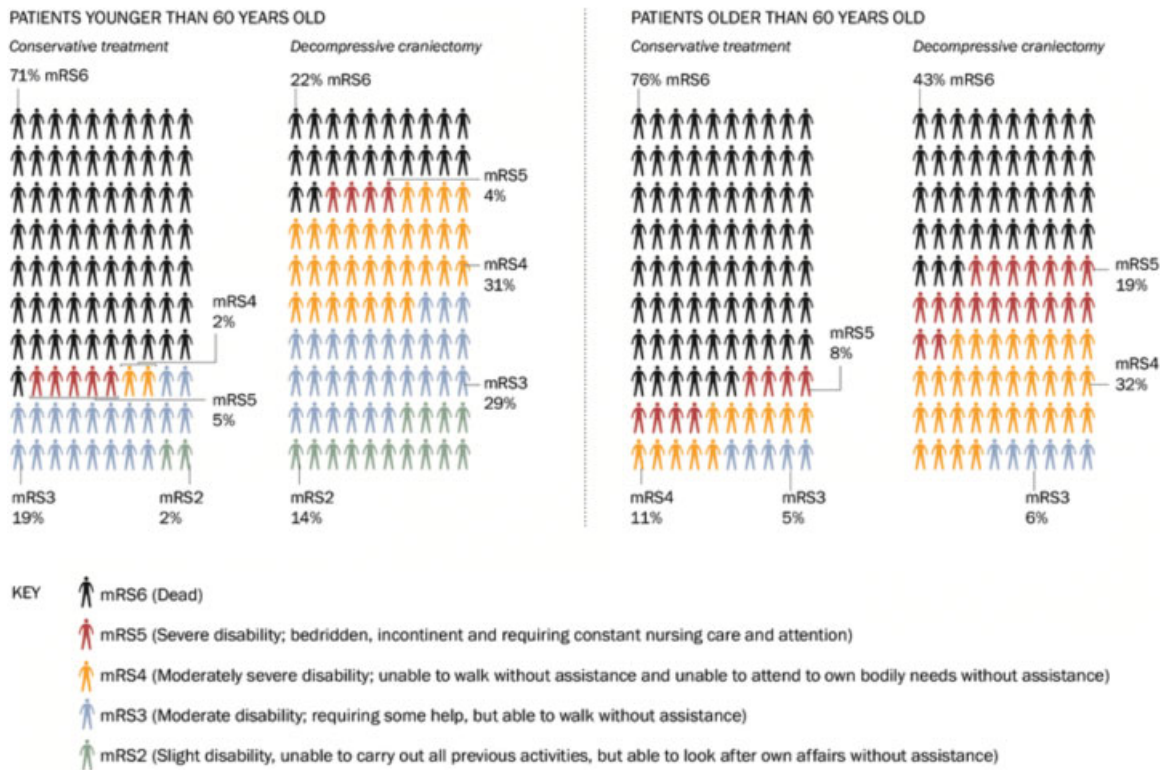 PATIENTS YOUNGER THAN 60 YEARS OLD
Conservative treatment
71% mRS6
mRS4
2%
mRS5
5%
mRS3
19%
mRS2
2%
Decompressive craniectomy
22% mRS6
mRS5
4%
mRS4
31%
mRS3
29%
mRS2
14%
PATIENTS OLDER THAN 60 YEARS OLD
Conservative treatment
76% mRS6
mRS5
8%
mRS4
11%
mRS3
5%
Decompressive craniectomy
43% mRS6
mRS5
19%
mRS4
32%
mRS3
6%
KEY
mRS6 (Dead)
mRS5 (Severe disability; bedridden, incontinent and requiring constant nursing care and attention)
mRS4 (Moderately severe disability; unable to walk without assistance and unable to attend to own bodily needs without assistance)
mRS3 (Moderate disability; requiring some help, but able to walk without assistance)
mRS2 (Slight disability, unable to carry out all previous activities, but able to look after own affairs without assistance)